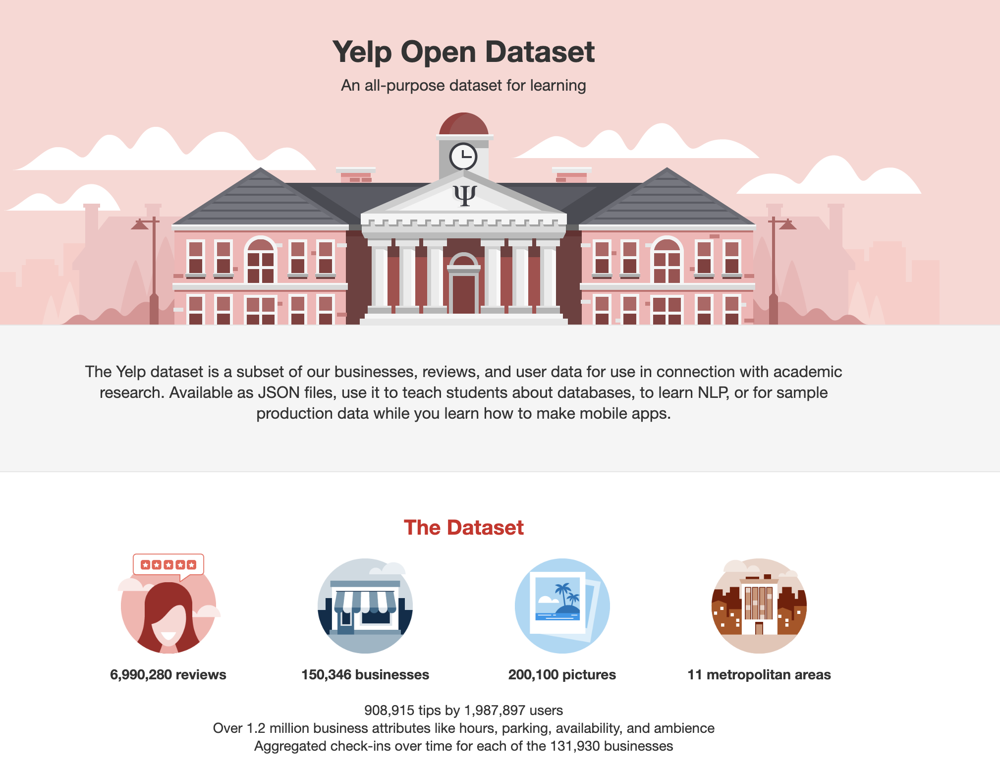 Yelp Open Dataset
An all-purpose dataset for learning
Ψ
The Yelp dataset is a subset of our businesses, reviews, and user data for use in connection with academic
research. Available as JSON files, use it to teach students about databases, to learn NLP, or for sample
production data while you learn how to make mobile apps.
The Dataset
6,990,280 reviews
150,346 businesses
200,100 pictures
11 metropolitan areas
908,915 tips by 1,987,897 users
Over 1.2 million business attributes like hours, parking, availability, and ambience
Aggregated check-ins over time for each of the 131,930 businesses